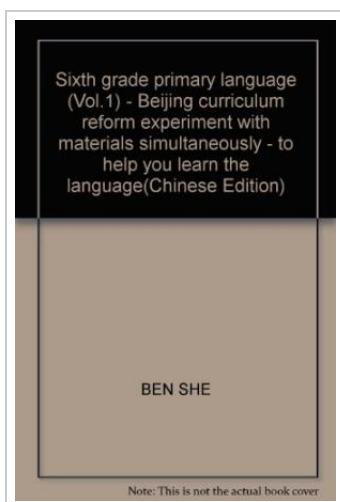 Sixth grade primary language
(Vol.1) - Beijing curriculum
reform experiment with
materials simultaneously - to
help you learn the
language(Chinese Edition)
BEN SHE
Note: This is not the actual book cover